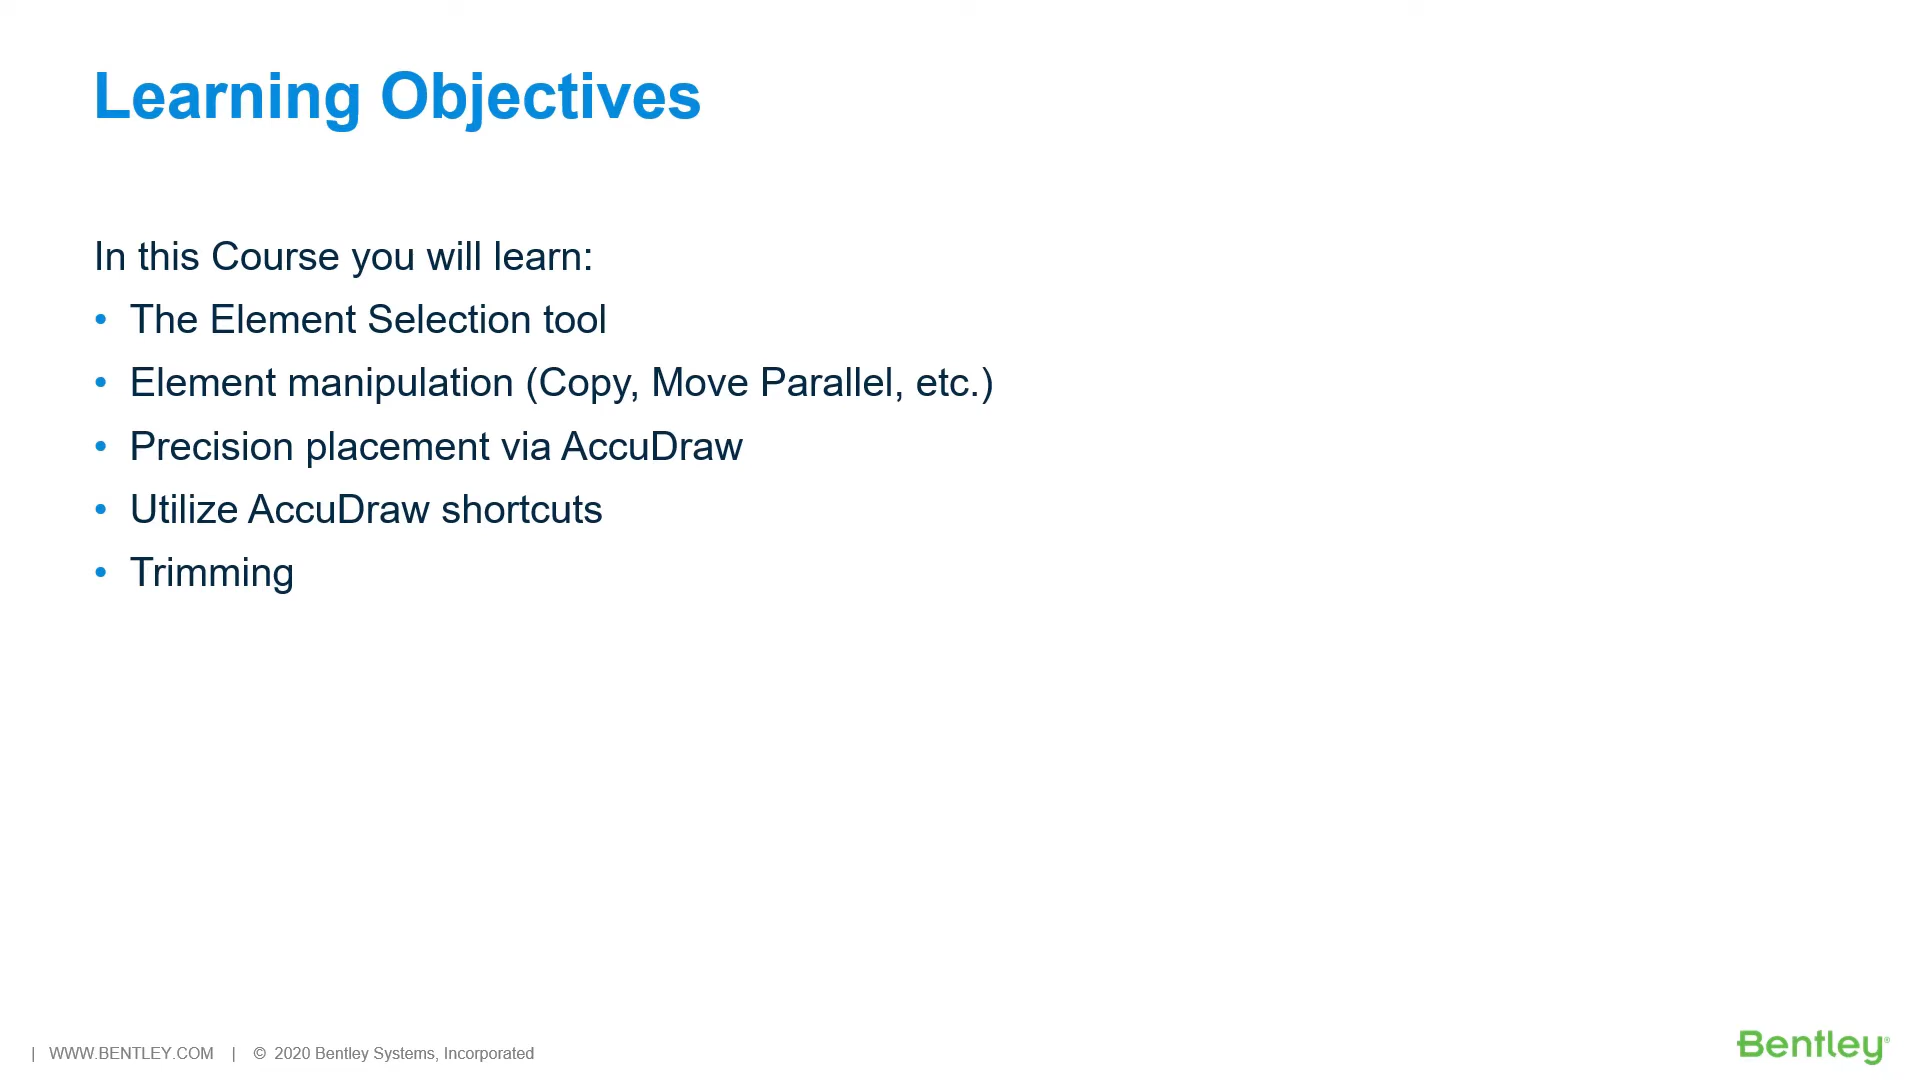 Learning Objectives
In this Course you will learn:
• The Element Selection tool
• Element manipulation (Copy, Move Parallel, etc.)
• Precision placement via AccuDraw
• Utilize AccuDraw shortcuts
• Trimming
| WWW.BENTLEY.COM | © 2020 Bentley Systems, Incorporated
Bentley®